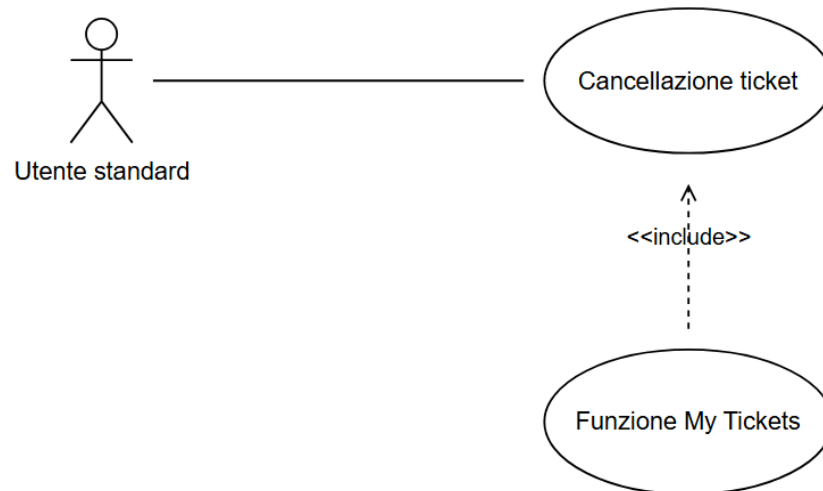 Cancellazione ticket
Utente standard
<<include>>
Funzione My Tickets